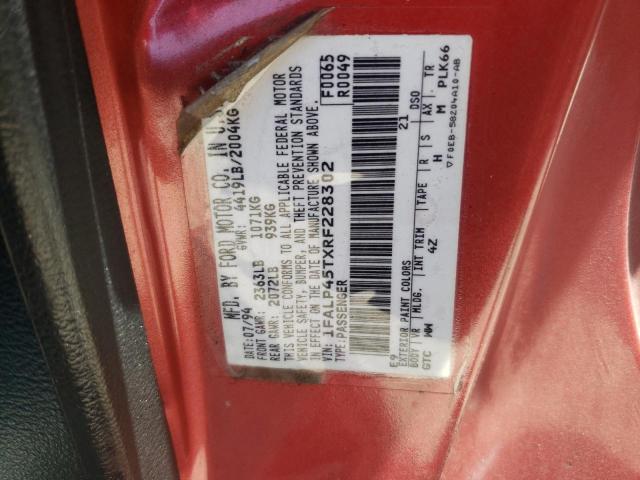 MFD. BY FORD MOTOR CO. IN U.
DATE: 07/94 GVWR: 4419LB/2004KG
FRONT GAWR: 2363LB 1071KG
REAR GAWR: 2072LB 939KG
THIS VEHICLE CONFORMS TO ALL APPLICABLE FEDERAL MOTOR
VEHICLE SAFETY, BUMPER, AND THEFT PREVENTION STANDARDS
IN EFFECT ON THE DATE OF MANUFACTURE SHOWN ABOVE.
VIN: 1FALP45TXRF228302 F0065
TYPE: PASSENGER R0049
E9 21 DSO
EXTERIOR PAINT COLORS
BODY VR MLDG. INT TRIM TAPE R S AX TR
GTC WW 4Z H M PLK66
▽F0EB-58204A10-AB